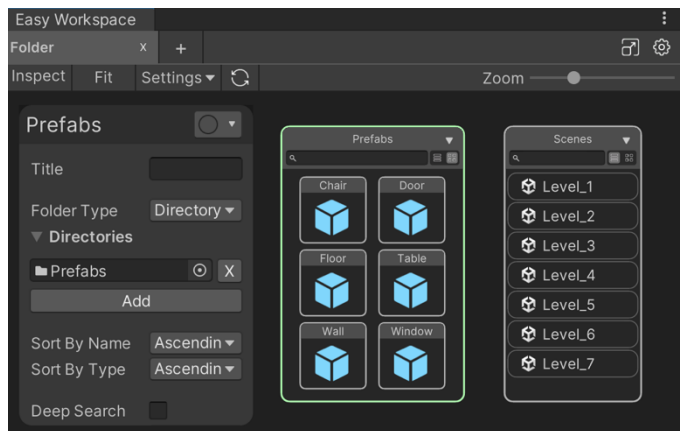 Easy Workspace
Folder x +
Inspect Fit Settings Zoom
Prefabs
Title
Folder Type Directory
Directories
Prefabs X
Add
Sort By Name Ascendin
Sort By Type Ascendin
Deep Search
Prefabs
Chair Door
Floor Table
Wall Window
Scenes
Level_1
Level_2
Level_3
Level_4
Level_5
Level_6
Level_7